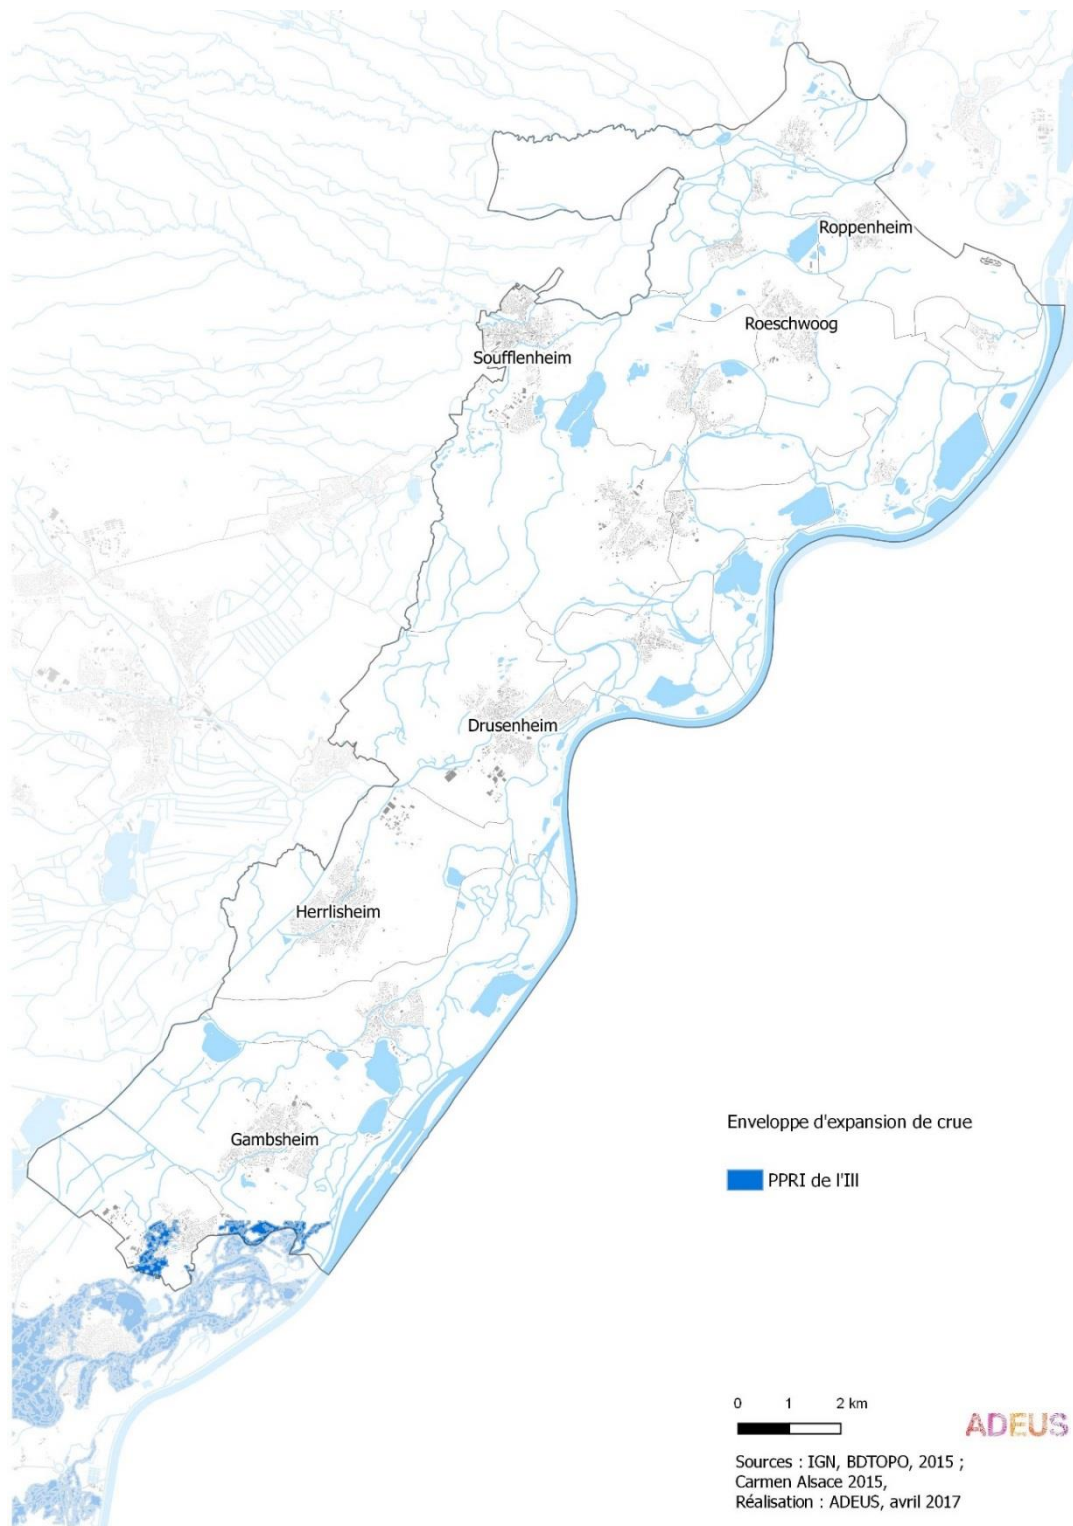 Roppenheim
Roeschwoog
Soufflenheim
Drusenheim
Herrlisheim
Gambsheim
Enveloppe d'expansion de crue
PPRI de l'Ill
0 1 2 km
ADEUS
Sources : IGN, BDTOPO, 2015 ;
Carmen Alsace 2015,
Réalisation : ADEUS, avril 2017